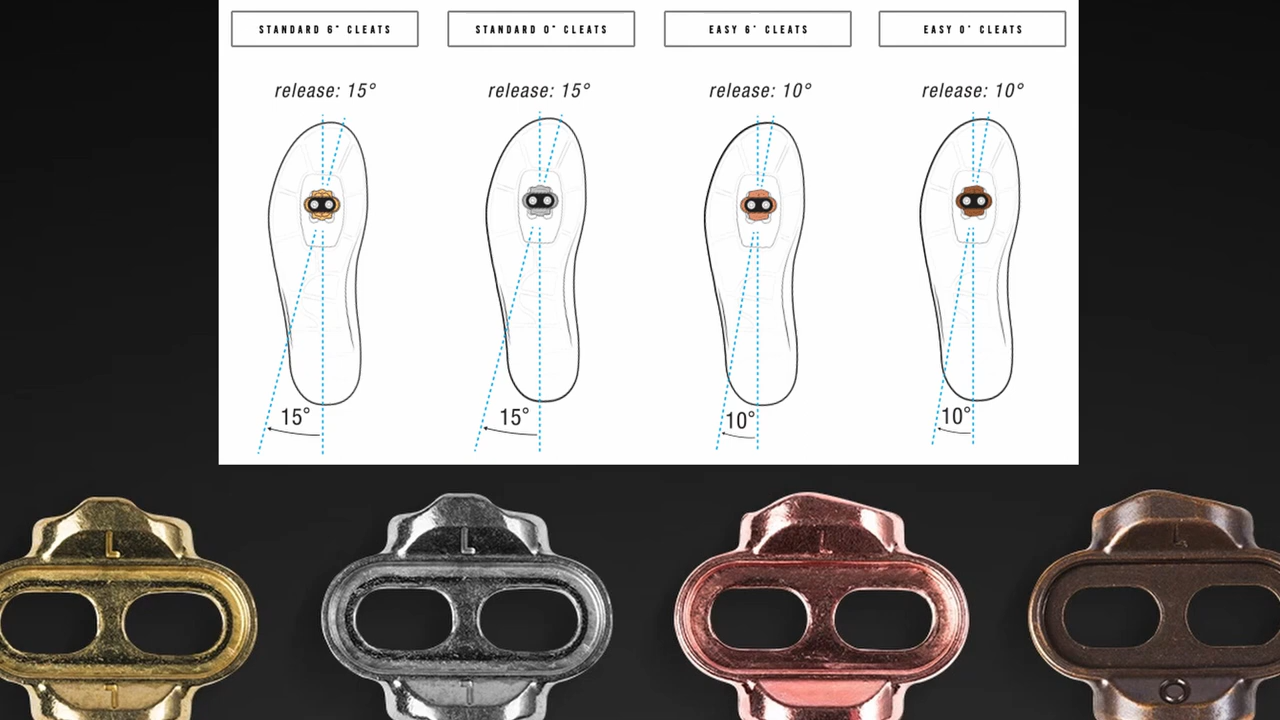 STANDARD 6° CLEATS
STANDARD 0° CLEATS
EASY 6° CLEATS
EASY 0° CLEATS
release: 15°
release: 15°
release: 10°
release: 10°
15°
15°
10°
10°
L
L
L
L